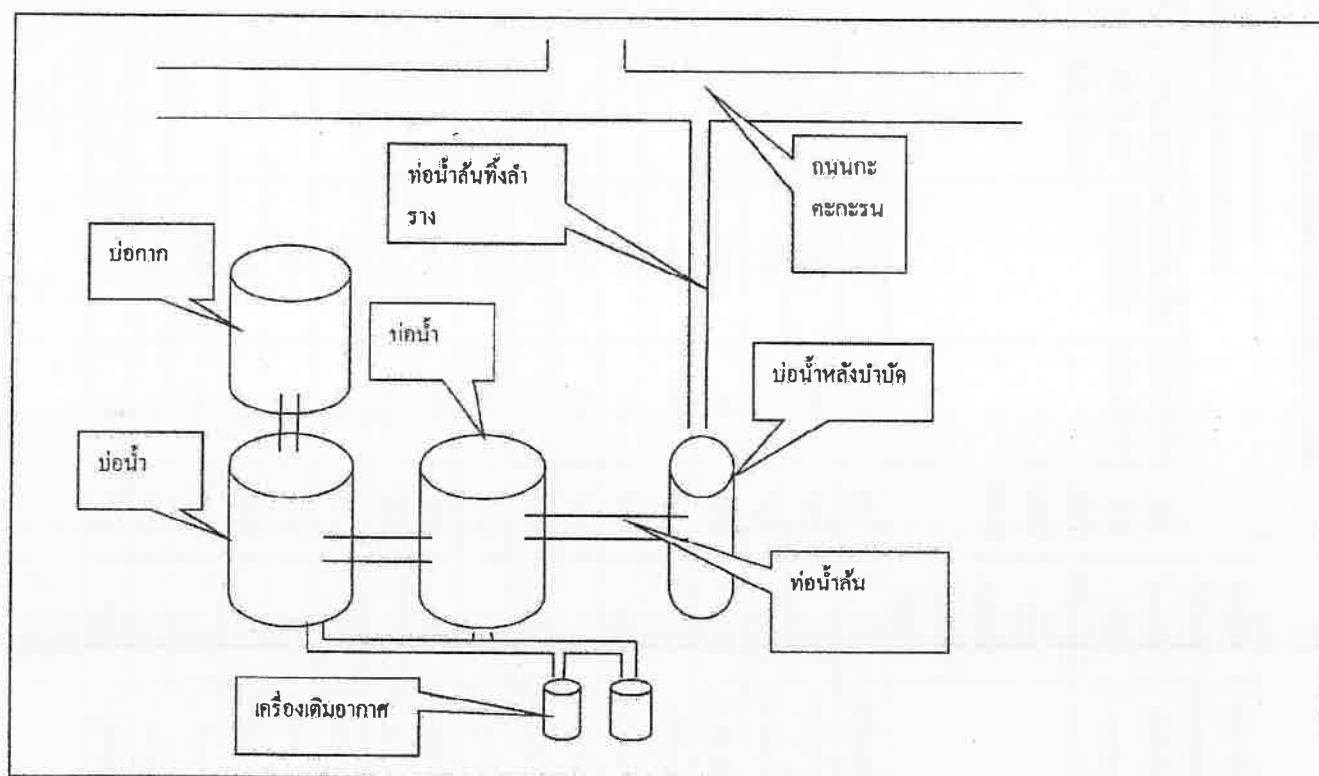 ท่อน้ำล้นทิ้งลำ
ราง
ถนนกะ
ตะกะรน
บ่อกาก
บ่อน้ำ
บ่อน้ำหลังบำบัด
บ่อน้ำ
ท่อน้ำล้น
เครื่องเติมอากาศ